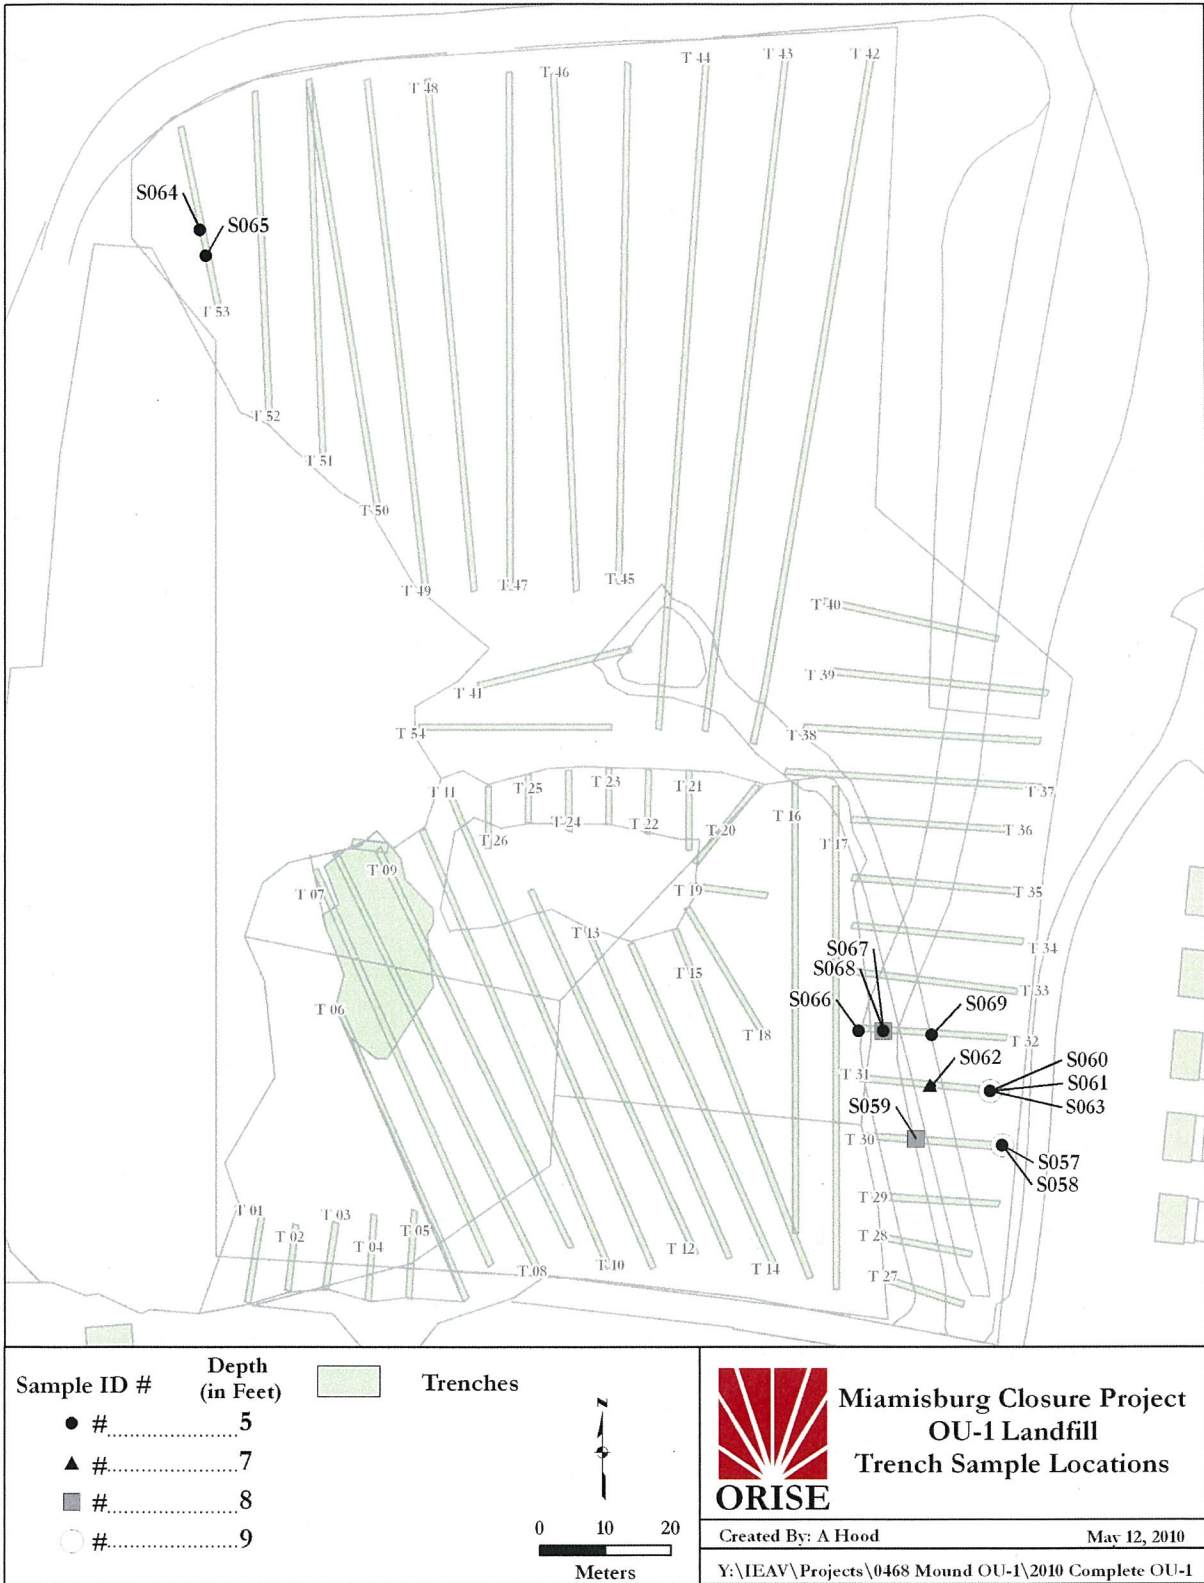 T 44
T 43
T 42
T 46
T 48
S064
S065
T 53
T 52
T 51
T 50
T 49
T 47
T 45
T 40
T 39
T 41
T 54
T 38
T 11
T 25
T 23
T 21
T 16
T 37
T 26
T 24
T 22
T 20
T 17
T 36
T 09
T 07
T 19
T 35
T 13
S067
T 34
T 15
S068
T 06
S066
S069
T 33
T 18
T 32
S062
S060
T 31
S061
S059
S063
T 30
S057
S058
T 29
T 01
T 03
T 02
T 04
T 05
T 28
T 12
T 08
T 10
T 14
T 27
Sample ID #
Depth
(in Feet)
Trenches
# 5
# 7
# 8
# 9
N
0 10 20
Meters
ORISE
Miamisburg Closure Project
OU-1 Landfill
Trench Sample Locations
Created By: A Hood
May 12, 2010
Y:\IEAV\Projects\0468 Mound OU-1\2010 Complete OU-1